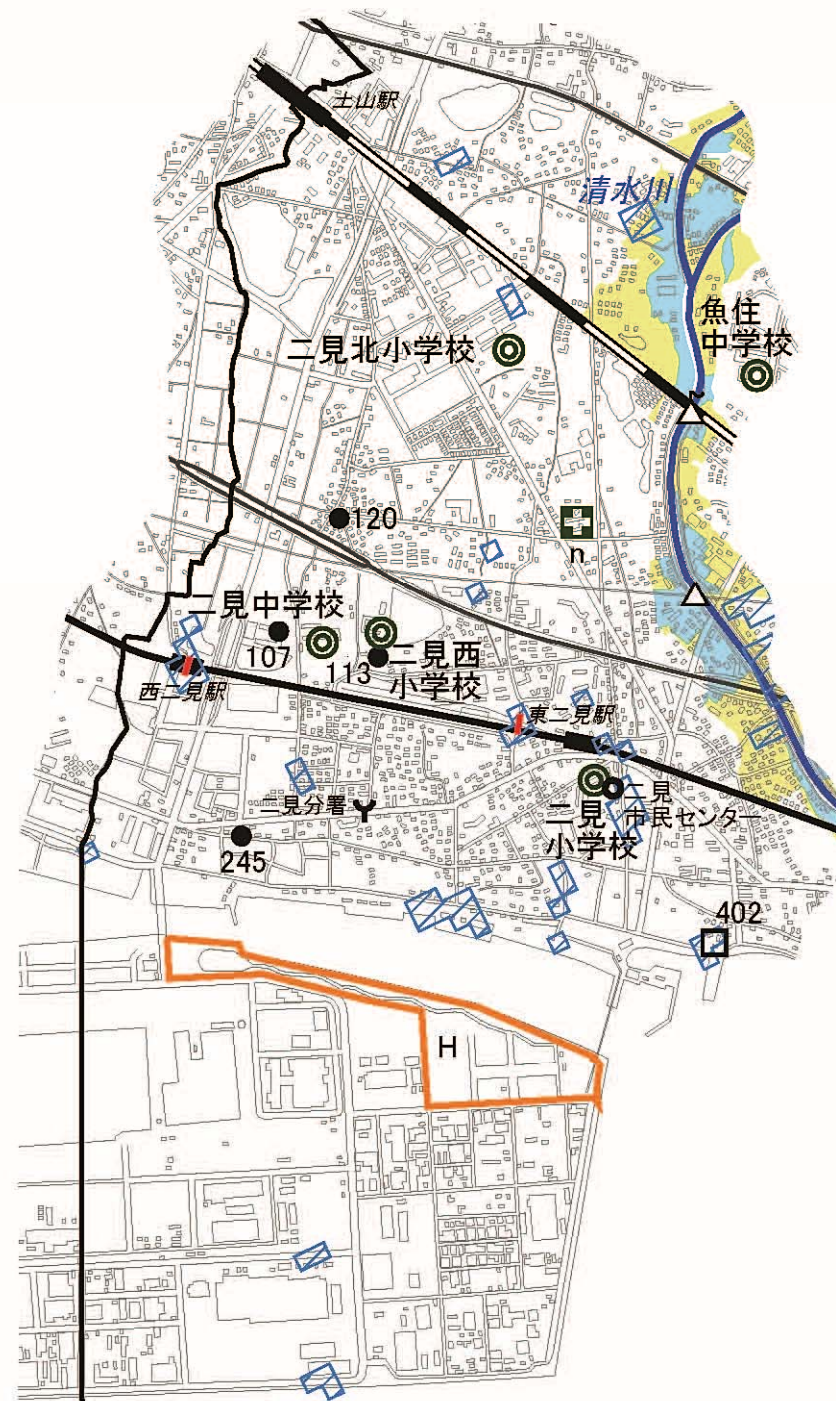 土山駅
清水川
魚住
中学校
二見北小学校
120
n
二見中学校
107
113
二見西
小学校
西二見駅
東二見駅
二見分署
二見
市民センター
二見
小学校
245
402
H